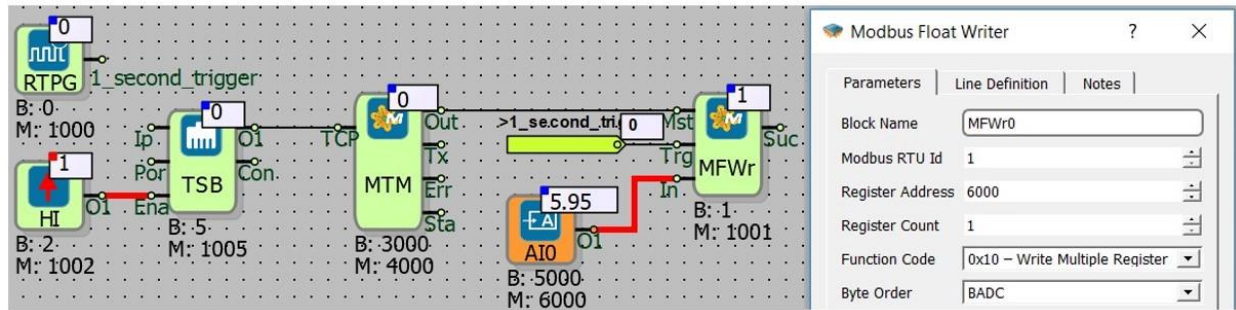 0
RTPG
1_second_trigger
B: 0
M: 1000
1
HI
O1
B: 2
M: 1002
0
Ip
Por
Ena
O1
Con
TSB
B: 5
M: 1005
0
TCP
Out
Tx
Err
Sta
MTM
B: 3000
M: 4000
>1_second_tri
0
5.95
AI0
O1
B: 5000
M: 6000
1
Mst
Trg
In
Suc
MFWr
B: 1
M: 1001
Modbus Float Writer ? ×
Parameters Line Definition Notes
Block Name MFWr0
Modbus RTU Id 1
Register Address 6000
Register Count 1
Function Code 0x10 – Write Multiple Register
Byte Order BADC